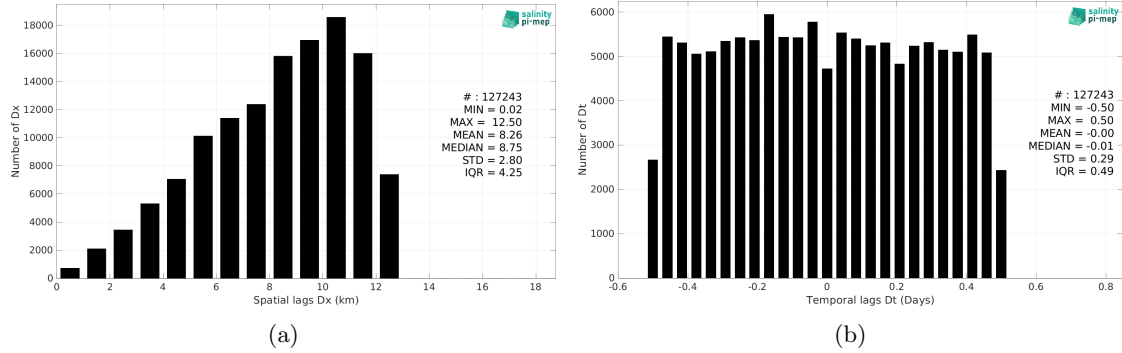 salinity
pi-mep
18000
16000
14000
12000
10000
8000
6000
4000
2000
0
Number of Dx
# : 127243
MIN = 0.02
MAX = 12.50
MEAN = 8.26
MEDIAN = 8.75
STD = 2.80
IQR = 4.25
0 2 4 6 8 10 12 14 16 18
Spatial lags Dx (km)
(a)
salinity
pi-mep
6000
5000
4000
3000
2000
1000
0
Number of Dt
# : 127243
MIN = -0.50
MAX = 0.50
MEAN = -0.00
MEDIAN = -0.01
STD = 0.29
IQR = 0.49
-0.6 -0.4 -0.2 0 0.2 0.4 0.6 0.8
Temporal lags Dt (Days)
(b)